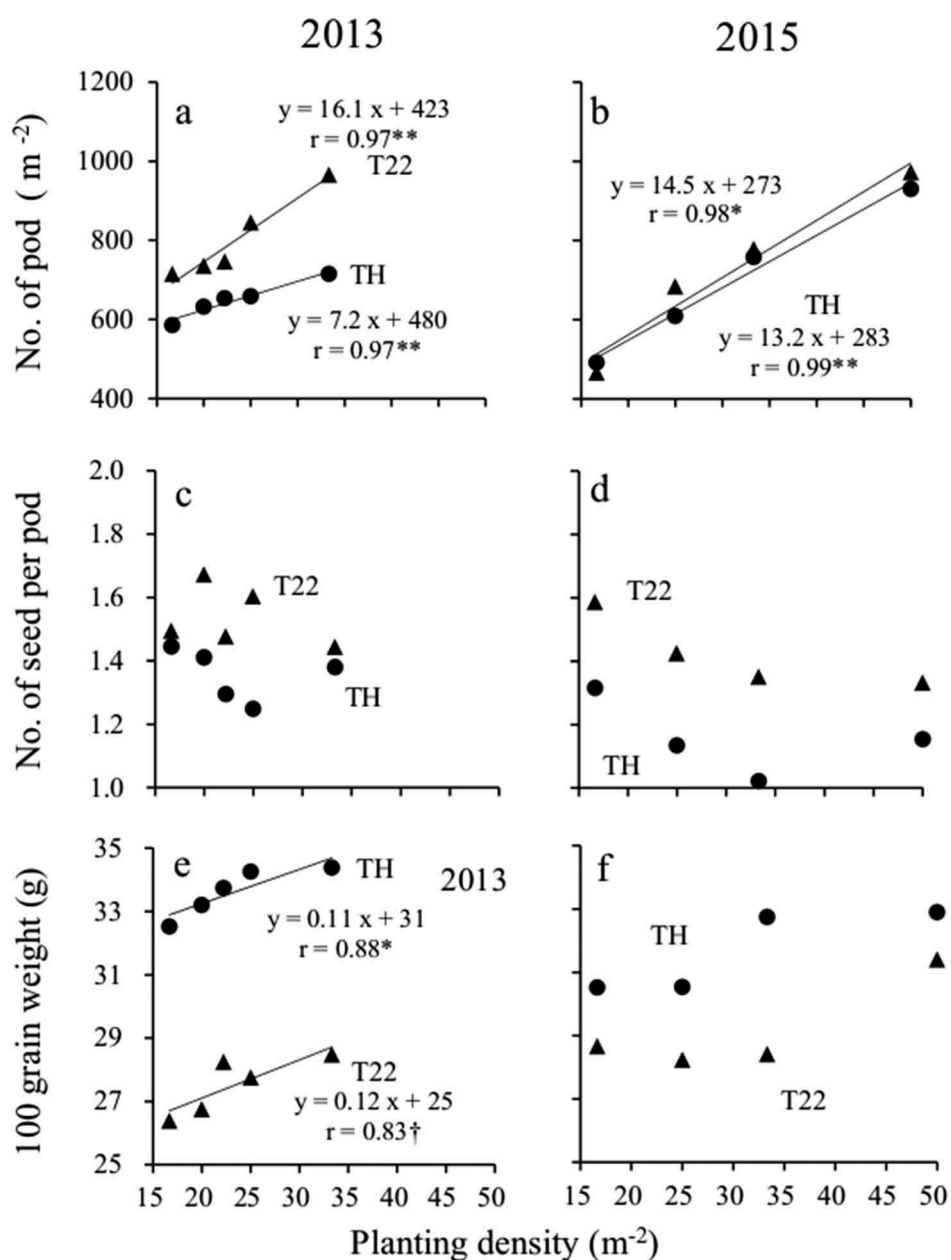 2013
2015
No. of pod ( m -2)
1200
1000
800
600
400
a
y = 16.1 x + 423
r = 0.97**
T22
TH
y = 7.2 x + 480
r = 0.97**
b
y = 14.5 x + 273
r = 0.98*
TH
y = 13.2 x + 283
r = 0.99**
No. of seed per pod
2.0
1.8
1.6
1.4
1.2
1.0
c
T22
TH
d
T22
TH
100 grain weight (g)
35
33
31
29
27
25
e
TH
2013
y = 0.11 x + 31
r = 0.88*
T22
y = 0.12 x + 25
r = 0.83†
15 20 25 30 35 40 45 50
f
TH
T22
15 20 25 30 35 40 45 50
Planting density (m-2)